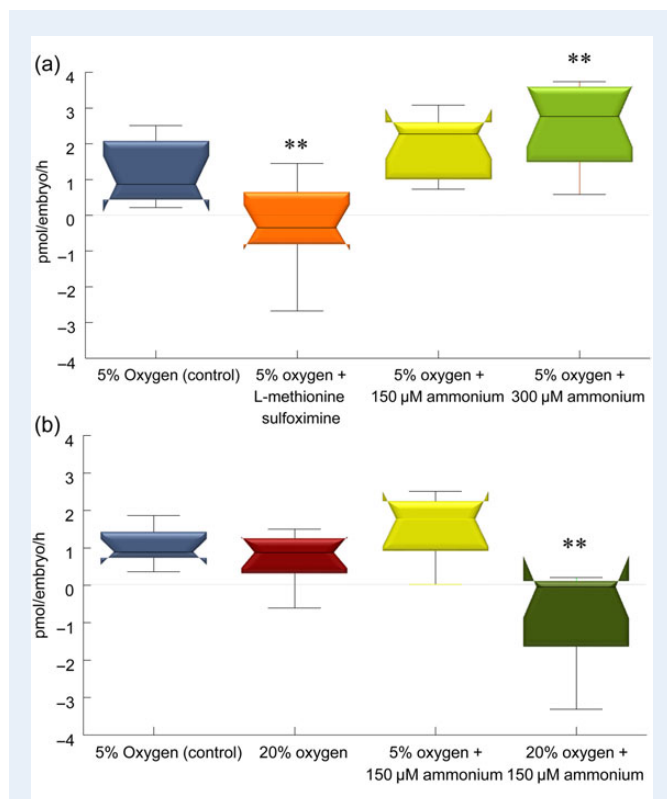 (a)
**
4
3
**
2
1
pmol/embryo/h
0
−1
−2
−3
−4
5% Oxygen (control) 5% oxygen + 5% oxygen + 5% oxygen +
L-methionine 150 µM ammonium 300 µM ammonium
sulfoximine
(b)
4
3
2
**
1
pmol/embryo/h
0
−1
−2
−3
−4
5% Oxygen (control) 20% oxygen 5% oxygen + 20% oxygen +
150 µM ammonium 150 µM ammonium